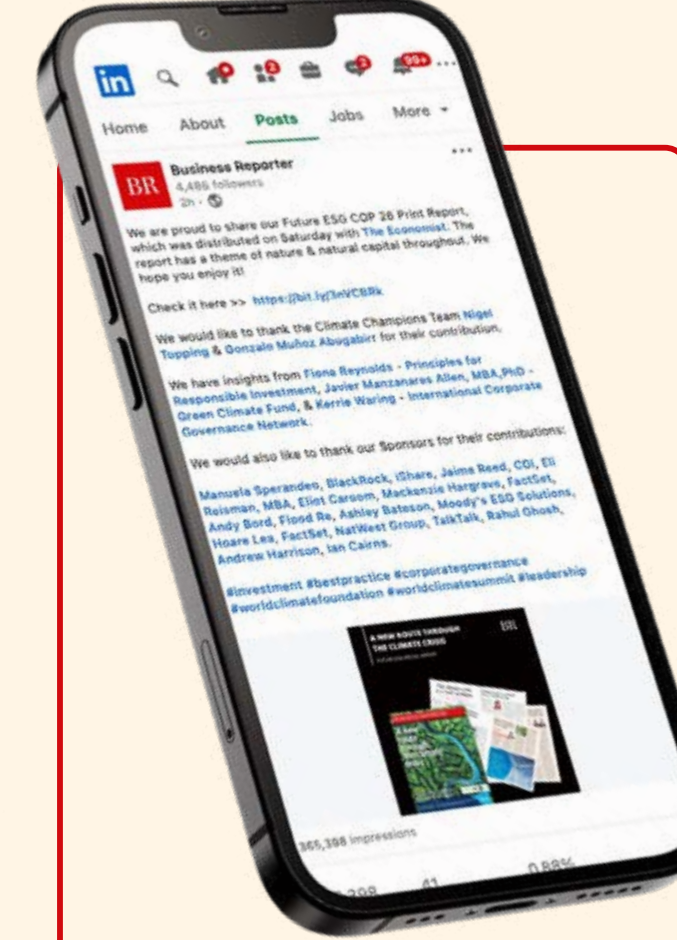 in
2
2
99+
Home About Posts Jobs More
BR
Business Reporter
4,486 followers
2h
We are proud to share our Future ESG COP 26 Print Report,
which was distributed on Saturday with The Economist. The
report has a theme of nature & natural capital throughout. We
hope you enjoy it!
Check it here >> https://bit.ly/3nVCBRk
We would like to thank the Climate Champions Team Nigel
Topping & Gonzalo Muñoz Abogabirr for their contribution.
We have insights from Fiona Reynolds - Principles for
Responsible Investment, Javier Manzanares Allen, MBA,PhD -
Green Climate Fund, & Kerrie Waring - International Corporate
Governance Network.
We would also like to thank our Sponsors for their contributions:
Manuela Sperandeo, BlackRock, iShare, Jaime Reed, CGI, Eli
Reisman, MBA, Eliot Carsom, Mackenzie Hargrave, FactSet,
Andy Bord, Flood Re, Ashley Bateson, Moody's ESG Solutions,
Hoare Lea, FactSet, NatWest Group, TalkTalk, Rahul Ghosh,
Andrew Harrison, Ian Cairns.
#investment #bestpractice #corporategovernance
#worldclimatefoundation #worldclimatesummit #leadership
A NEW ROUTE THROUGH
THE CLIMATE CRISIS
BR
365,398 impressions
41
0.88%